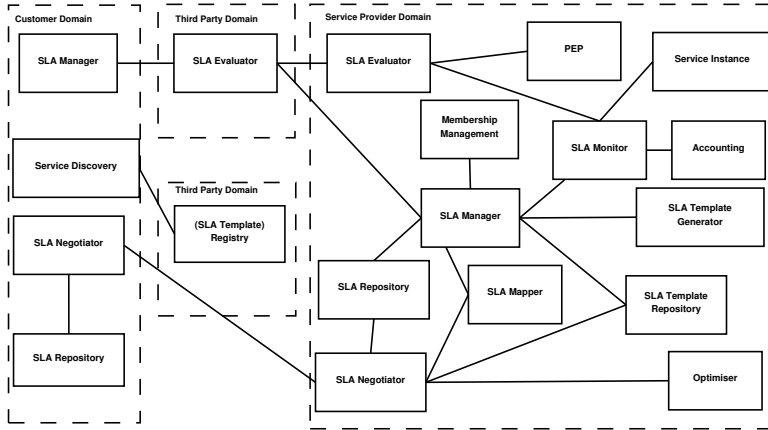 Customer Domain
Third Party Domain
Service Provider Domain
SLA Manager
SLA Evaluator
SLA Evaluator
PEP
Service Instance
Membership
Management
SLA Monitor
Accounting
Service Discovery
Third Party Domain
(SLA Template)
Registry
SLA Manager
SLA Template
Generator
SLA Negotiator
SLA Repository
SLA Mapper
SLA Template
Repository
SLA Repository
SLA Negotiator
Optimiser